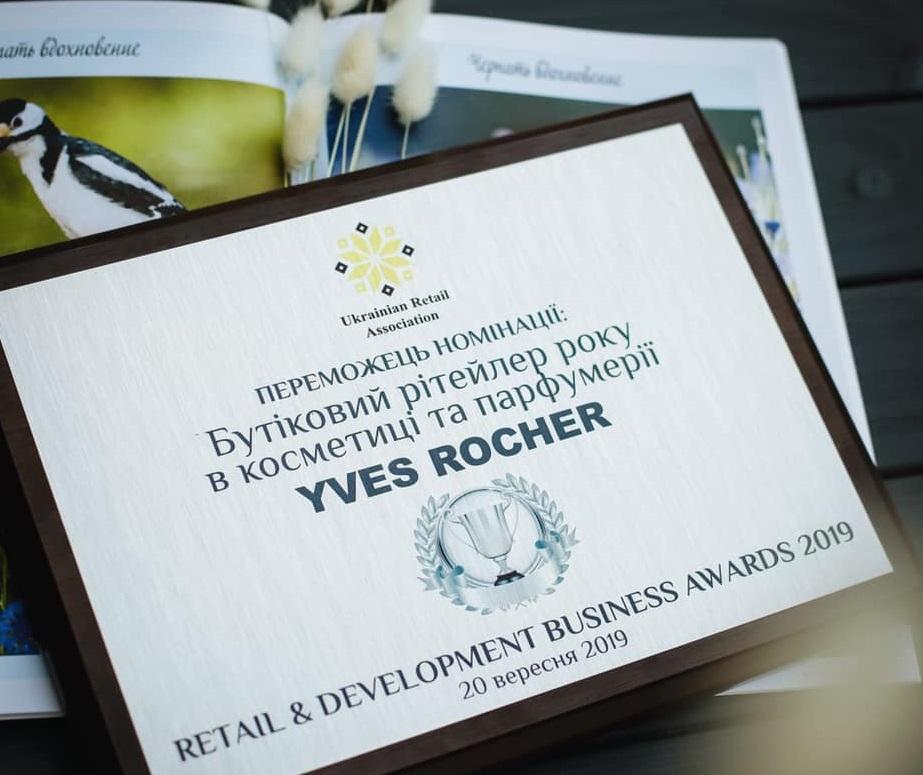 ать вдохновение
Черпать вдохновение
Ukrainian Retail
Association
ПЕРЕМОЖЕЦЬ НОМІНАЦІЇ:
Бутіковий рітейлер року
в косметиці та парфумерії
YVES ROCHER
RETAIL & DEVELOPMENT BUSINESS AWARDS 2019
20 вересня 2019